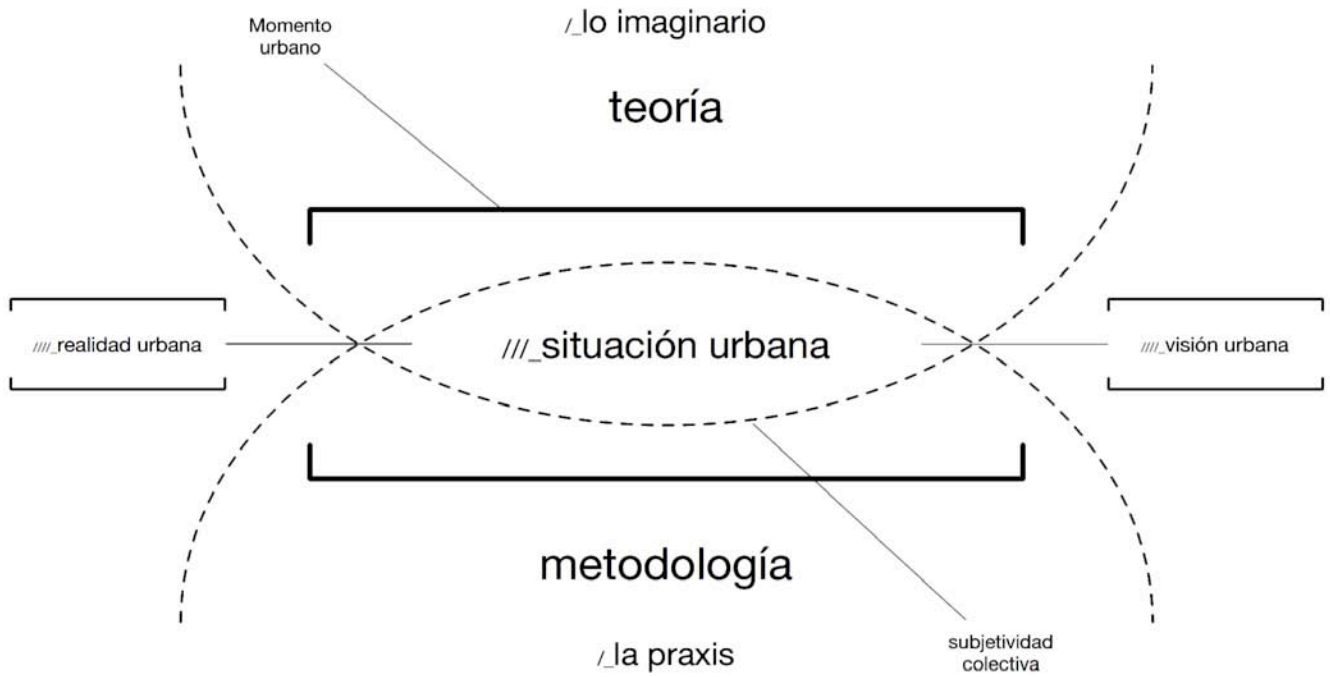 Momento
urbano
/_lo imaginario
teoría
////_realidad urbana
///_situación urbana
////_visión urbana
metodología
/_la praxis
subjetividad
colectiva